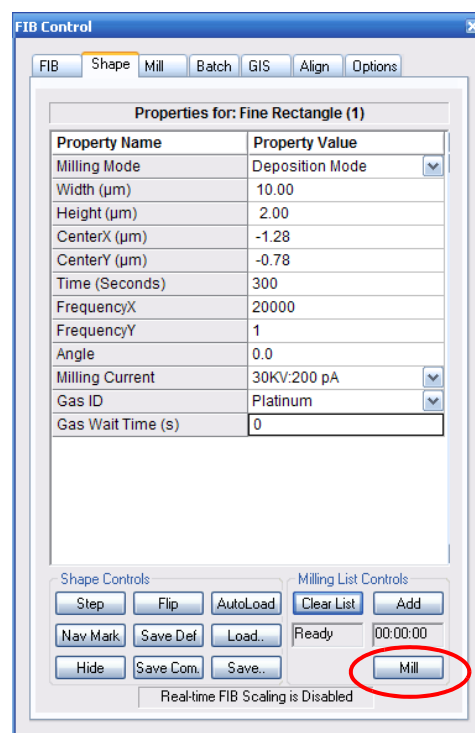 FIB Control
FIB Shape Mill Batch GIS Align Options
Properties for: Fine Rectangle (1)
Property Name Property Value
Milling Mode Deposition Mode
Width (µm) 10.00
Height (µm) 2.00
CenterX (µm) -1.28
CenterY (µm) -0.78
Time (Seconds) 300
FrequencyX 20000
FrequencyY 1
Angle 0.0
Milling Current 30KV:200 pA
Gas ID Platinum
Gas Wait Time (s) 0
Shape Controls Milling List Controls
Step Flip AutoLoad Clear List Add
Nav Mark Save Def Load.. Ready 00:00:00
Hide Save Com. Save.. Mill
Real-time FIB Scaling is Disabled